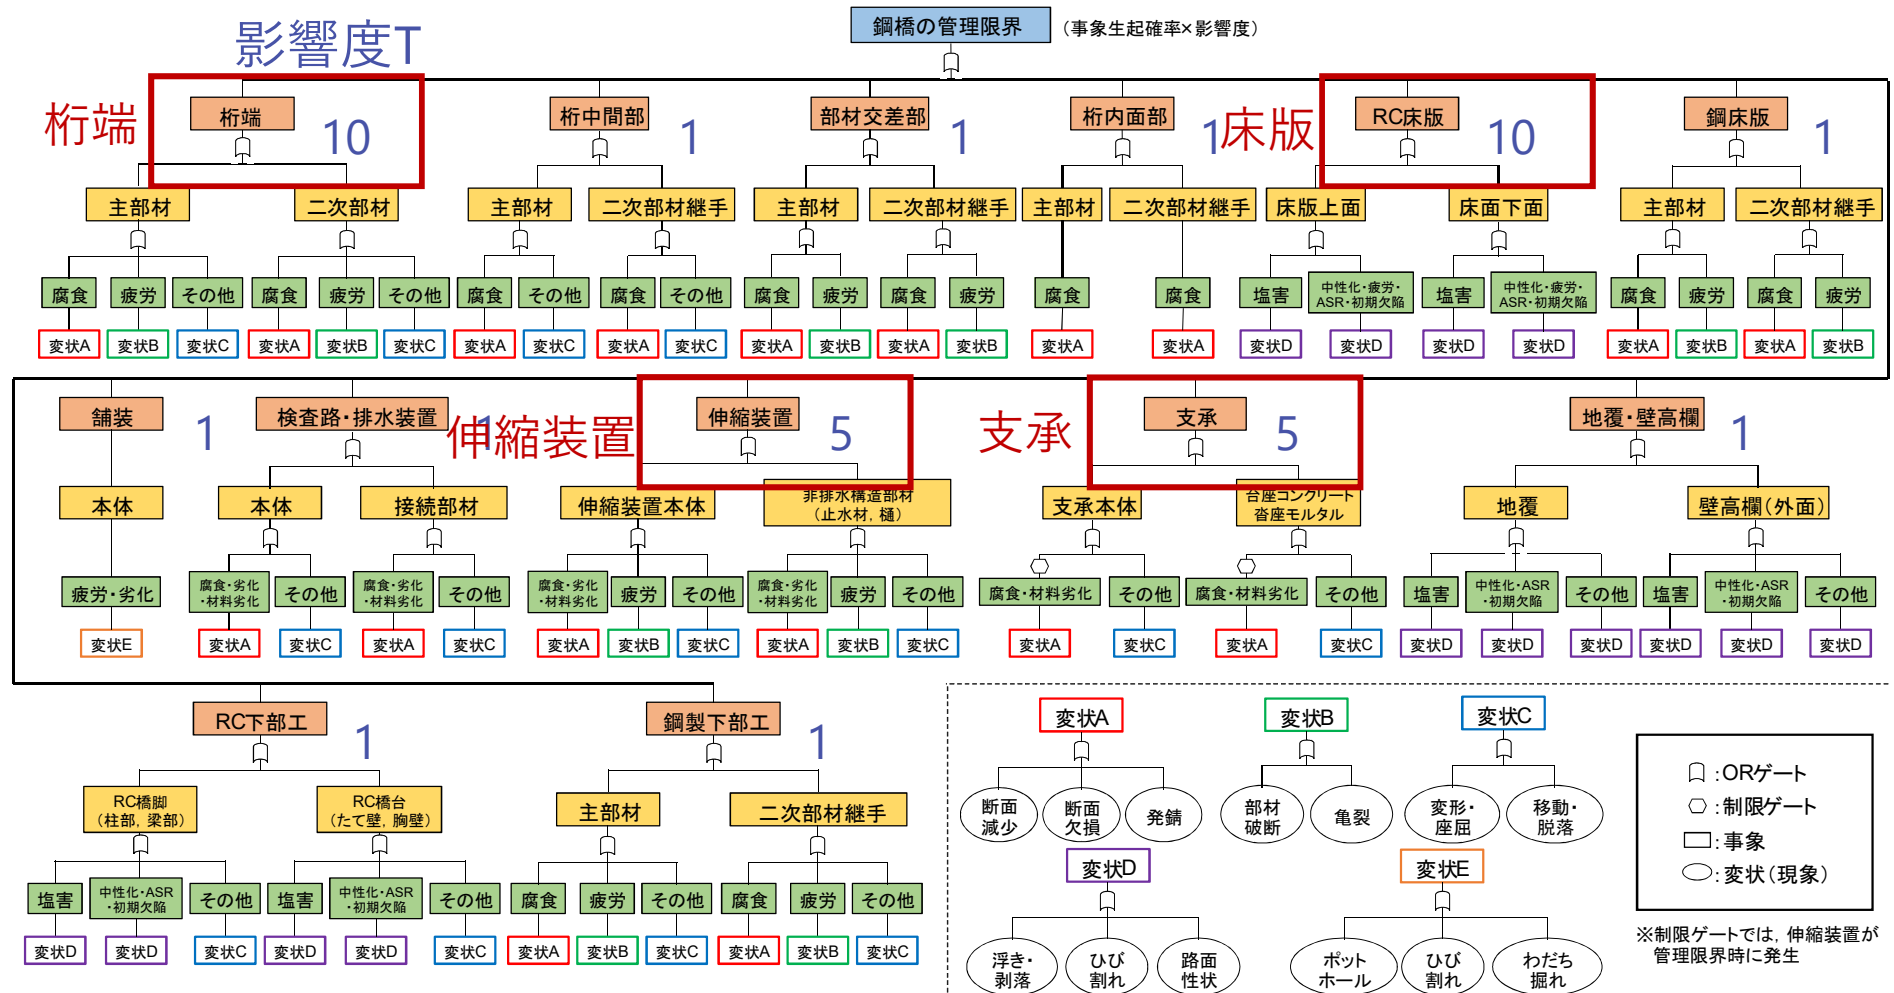 鋼橋の管理限界
(事象生起確率×影響度)
影響度T
桁端
桁端
10
桁中間部
1
部材交差部
1
桁内面部
1
床版
RC床版
10
鋼床版
1
主部材
二次部材
主部材
二次部材継手
主部材
二次部材継手
主部材
二次部材継手
床版上面
床面下面
主部材
二次部材継手
腐食
疲労
その他
腐食
疲労
その他
腐食
その他
腐食
その他
腐食
疲労
腐食
疲労
腐食
腐食
塩害
中性化・疲労・
ASR・初期欠陥
塩害
中性化・疲労・
ASR・初期欠陥
腐食
疲労
腐食
疲労
変状A
変状B
変状C
変状A
変状B
変状C
変状A
変状C
変状A
変状C
変状A
変状B
変状A
変状B
変状A
変状A
変状D
変状D
変状D
変状D
変状A
変状B
変状A
変状B
舗装
1
検査路・排水装置
1
伸縮装置
伸縮装置
5
支承
支承
5
地覆・壁高欄
1
本体
本体
接続部材
伸縮装置本体
非排水構造部材
(止水材, 樋)
支承本体
台座コンクリート
沓座モルタル
地覆
壁高欄(外面)
疲労・劣化
腐食・劣化
・材料劣化
その他
腐食・劣化
・材料劣化
その他
腐食・劣化
・材料劣化
疲労
その他
腐食・劣化
・材料劣化
疲労
その他
腐食・材料劣化
その他
腐食・材料劣化
その他
塩害
中性化・ASR
・初期欠陥
その他
塩害
中性化・ASR
・初期欠陥
その他
変状E
変状A
変状C
変状A
変状C
変状A
変状B
変状C
変状A
変状B
変状C
変状A
変状C
変状A
変状C
変状D
変状D
変状D
変状D
変状D
変状D
RC下部工
1
鋼製下部工
1
RC橋脚
(柱部, 梁部)
RC橋台
(たて壁, 胸壁)
主部材
二次部材継手
塩害
中性化・ASR
・初期欠陥
その他
塩害
中性化・ASR
・初期欠陥
その他
腐食
疲労
その他
腐食
疲労
その他
変状D
変状D
変状C
変状D
変状D
変状C
変状A
変状B
変状C
変状A
変状B
変状C
変状A
断面
減少
断面
欠損
発錆
変状B
部材
破断
亀裂
変状C
変形・
座屈
移動・
脱落
変状D
浮き・
剥落
ひび
割れ
路面
性状
変状E
ポット
ホール
ひび
割れ
わだち
掘れ
:ORゲート
:制限ゲート
:事象
:変状(現象)
※制限ゲートでは, 伸縮装置が
管理限界時に発生